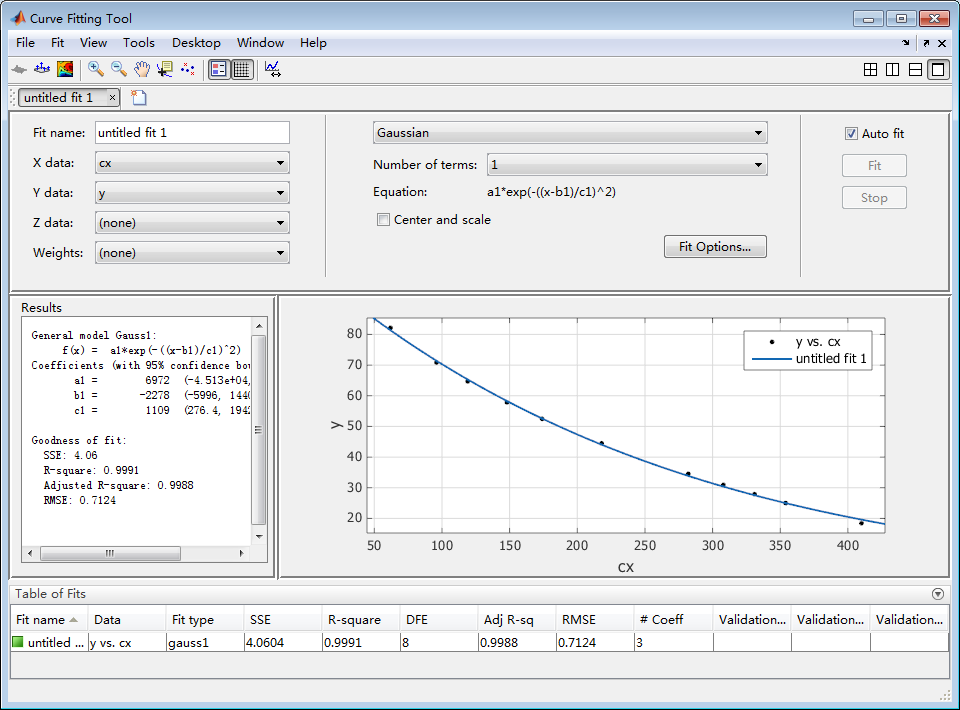 Curve Fitting Tool
File Fit View Tools Desktop Window Help
untitled fit 1
Fit name: untitled fit 1
X data: cx
Y data: y
Z data: (none)
Weights: (none)
Gaussian
Number of terms: 1
Equation: a1*exp(-((x-b1)/c1)^2)
Center and scale
Fit Options...
Auto fit
Fit
Stop
Results
General model Gauss1:
f(x) = a1*exp(-((x-b1)/c1)^2)
Coefficients (with 95% confidence
a1 = 6972 (-4.513e+04,
b1 = -2278 (-5996,
c1 = 1109 (276.4,
Goodness of fit:
SSE: 4.06
R-square: 0.9991
Adjusted R-square: 0.9988
RMSE: 0.7124
80
70
60
50
40
30
20
y
50 100 150 200 250 300 350 400
cx
y vs. cx
untitled fit 1
Table of Fits
Fit name Data Fit type SSE R-square DFE Adj R-sq RMSE # Coeff Validation... Validation... Validation...
untitled ... y vs. cx gauss1 4.0604 0.9991 8 0.9988 0.7124 3